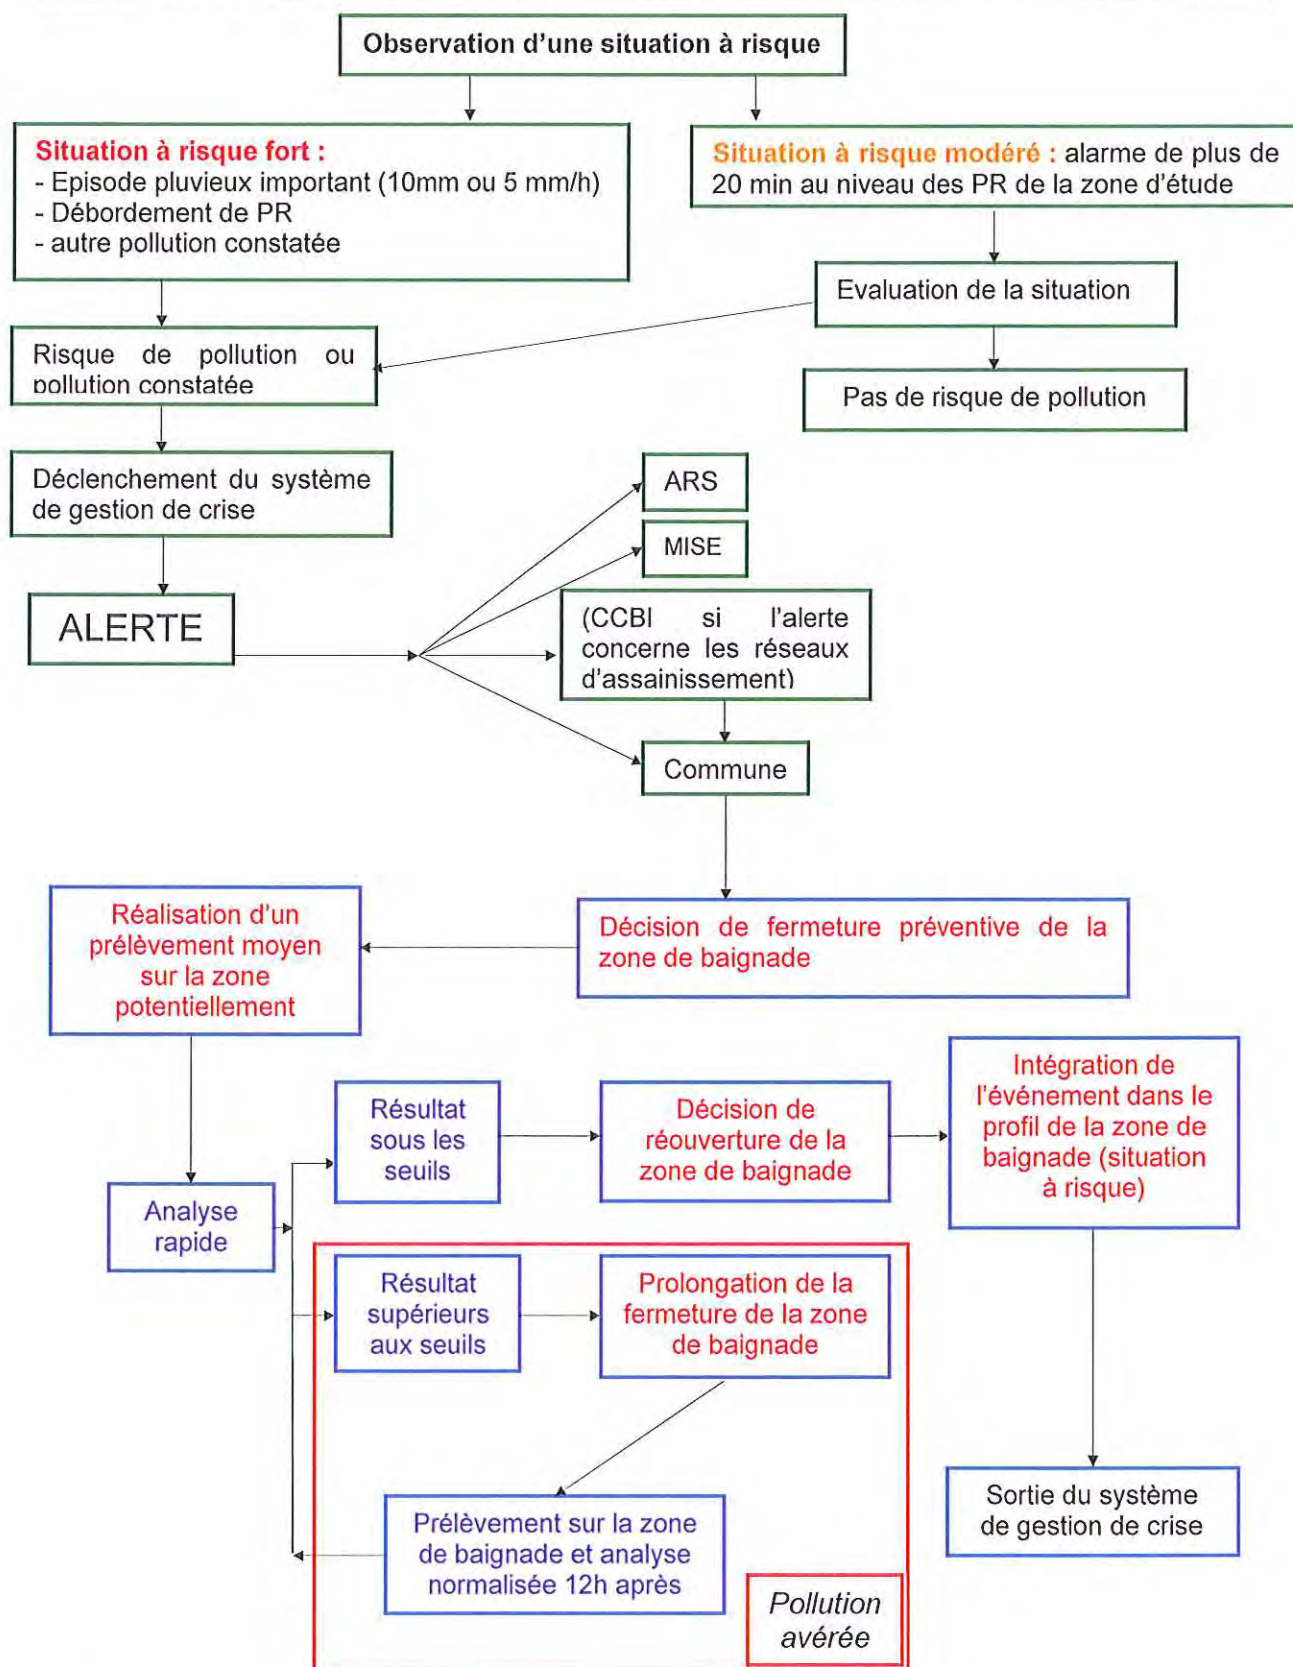 Observation d'une situation à risque
Situation à risque fort :
- Episode pluvieux important (10mm ou 5 mm/h)
- Débordement de PR
- autre pollution constatée
Situation à risque modéré : alarme de plus de
20 min au niveau des PR de la zone d'étude
Evaluation de la situation
Risque de pollution ou
pollution constatée
Pas de risque de pollution
Déclenchement du système
de gestion de crise
ARS
MISE
ALERTE
(CCBI si l'alerte
concerne les réseaux
d'assainissement)
Commune
Réalisation d'un
prélèvement moyen
sur la zone
potentiellement
Décision de fermeture préventive de la
zone de baignade
Intégration de
l'événement dans le
profil de la zone de
baignade (situation
à risque)
Résultat
sous les
seuils
Décision de
réouverture de la
zone de baignade
Analyse
rapide
Résultat
supérieurs
aux seuils
Prolongation de la
fermeture de la zone
de baignade
Sortie du système
de gestion de crise
Prélèvement sur la zone
de baignade et analyse
normalisée 12h après
Pollution
avérée